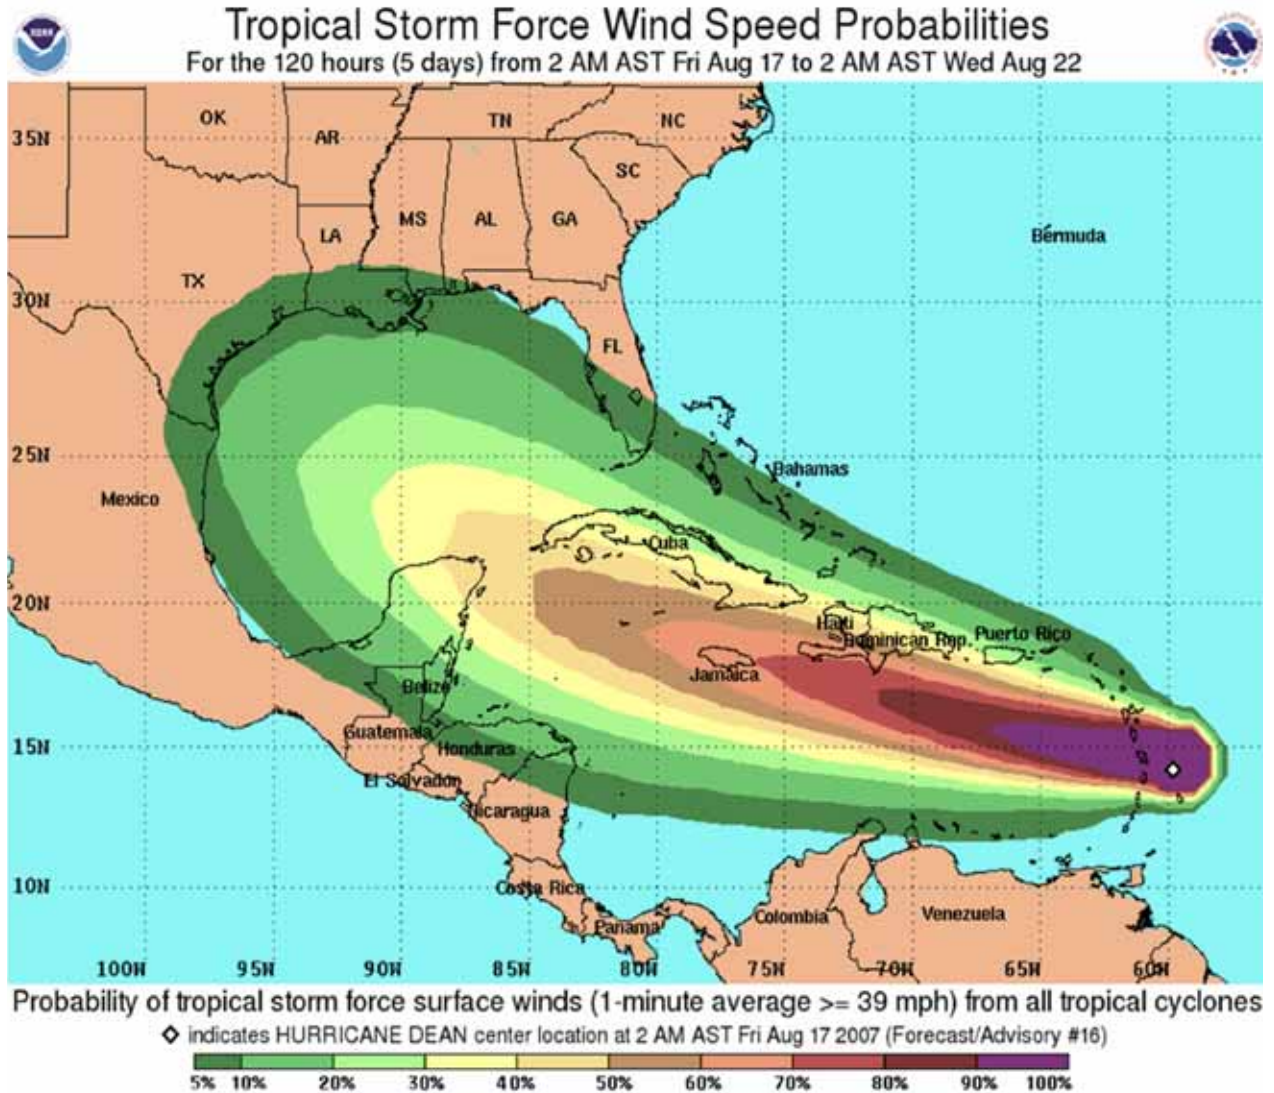 Tropical Storm Force Wind Speed Probabilities
For the 120 hours (5 days) from 2 AM AST Fri Aug 17 to 2 AM AST Wed Aug 22
NOAA
OK
TN
NC
AR
35N
SC
MS
AL
GA
LA
Bermuda
TX
30N
FL
25N
Bahamas
Mexico
Cuba
20N
Haiti
Dominican Rep.
Puerto Rico
Jamaica
Belize
Guatemala
15N
Honduras
El Salvador
Nicaragua
10N
Costa Rica
Panama
Colombia
Venezuela
100W 95W 90W 85W 80W 75W 70W 65W 60W
Probability of tropical storm force surface winds (1-minute average >= 39 mph) from all tropical cyclones
indicates HURRICANE DEAN center location at 2 AM AST Fri Aug 17 2007 (Forecast/Advisory #16)
5% 10% 20% 30% 40% 50% 60% 70% 80% 90% 100%